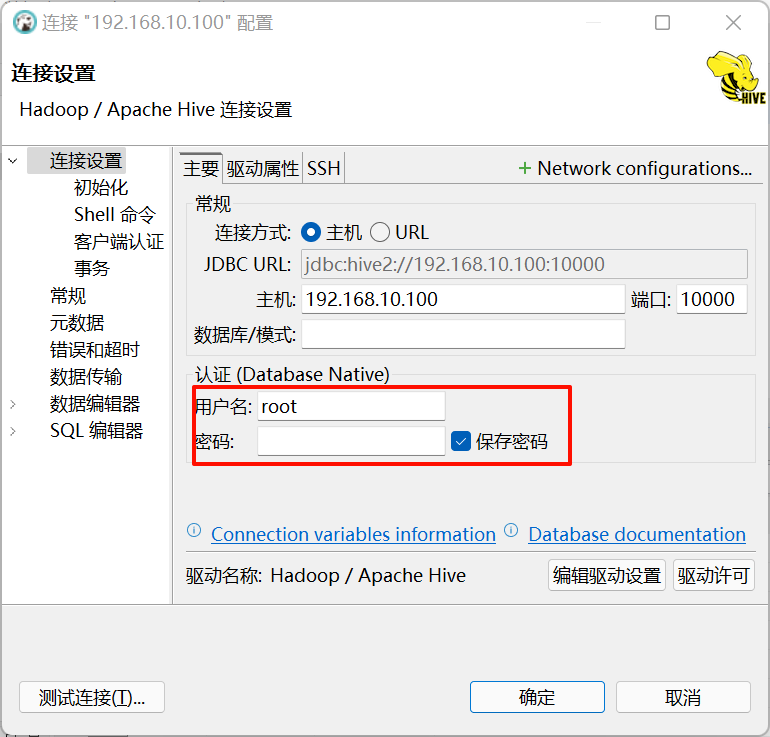 连接 "192.168.10.100" 配置
连接设置
Hadoop / Apache Hive 连接设置
HIVE
连接设置
初始化
Shell 命令
客户端认证
事务
常规
元数据
错误和超时
数据传输
数据编辑器
SQL 编辑器
主要 驱动属性 SSH + Network configurations...
常规
连接方式: 主机 URL
JDBC URL: jdbc:hive2://192.168.10.100:10000
主机: 192.168.10.100 端口: 10000
数据库/模式:
认证 (Database Native)
用户名: root
密码: 保存密码
Connection variables information Database documentation
驱动名称: Hadoop / Apache Hive 编辑驱动设置 驱动许可
测试连接(T)... 确定 取消